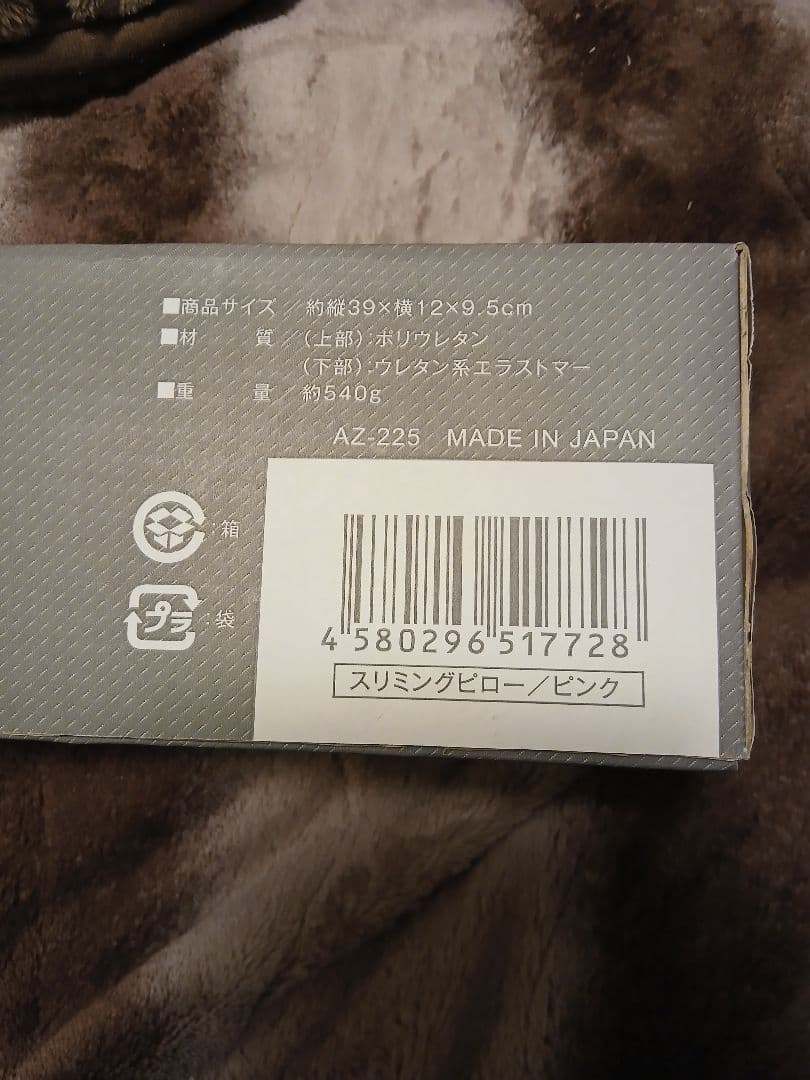 ■商品サイズ／約縦39×横12×9.5cm
■材　　質／(上部):ポリウレタン
(下部):ウレタン系エラストマー
■重　　量／約540g
AZ-225 MADE IN JAPAN
:箱
プラ :袋
4 580296 517728
スリミングピロー／ピンク